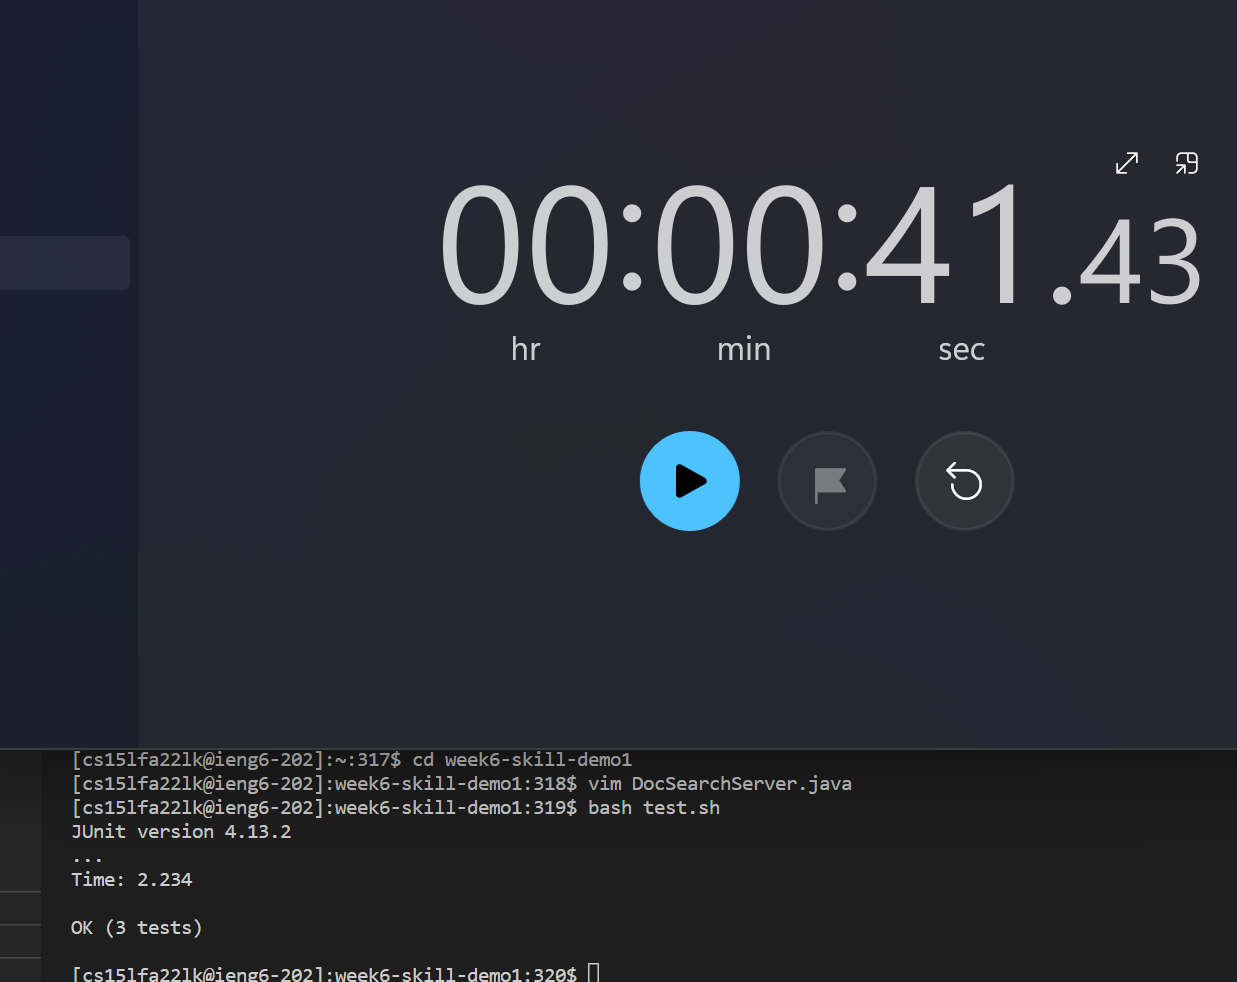 00:00:41.43
hr min sec
[cs15lfa22lk@ieng6-202]:~:317$ cd week6-skill-demo1
[cs15lfa22lk@ieng6-202]:week6-skill-demo1:318$ vim DocSearchServer.java
[cs15lfa22lk@ieng6-202]:week6-skill-demo1:319$ bash test.sh
JUnit version 4.13.2
...
Time: 2.234
OK (3 tests)
[cs15lfa22lk@ieng6-202]:week6-skill-demo1:320$